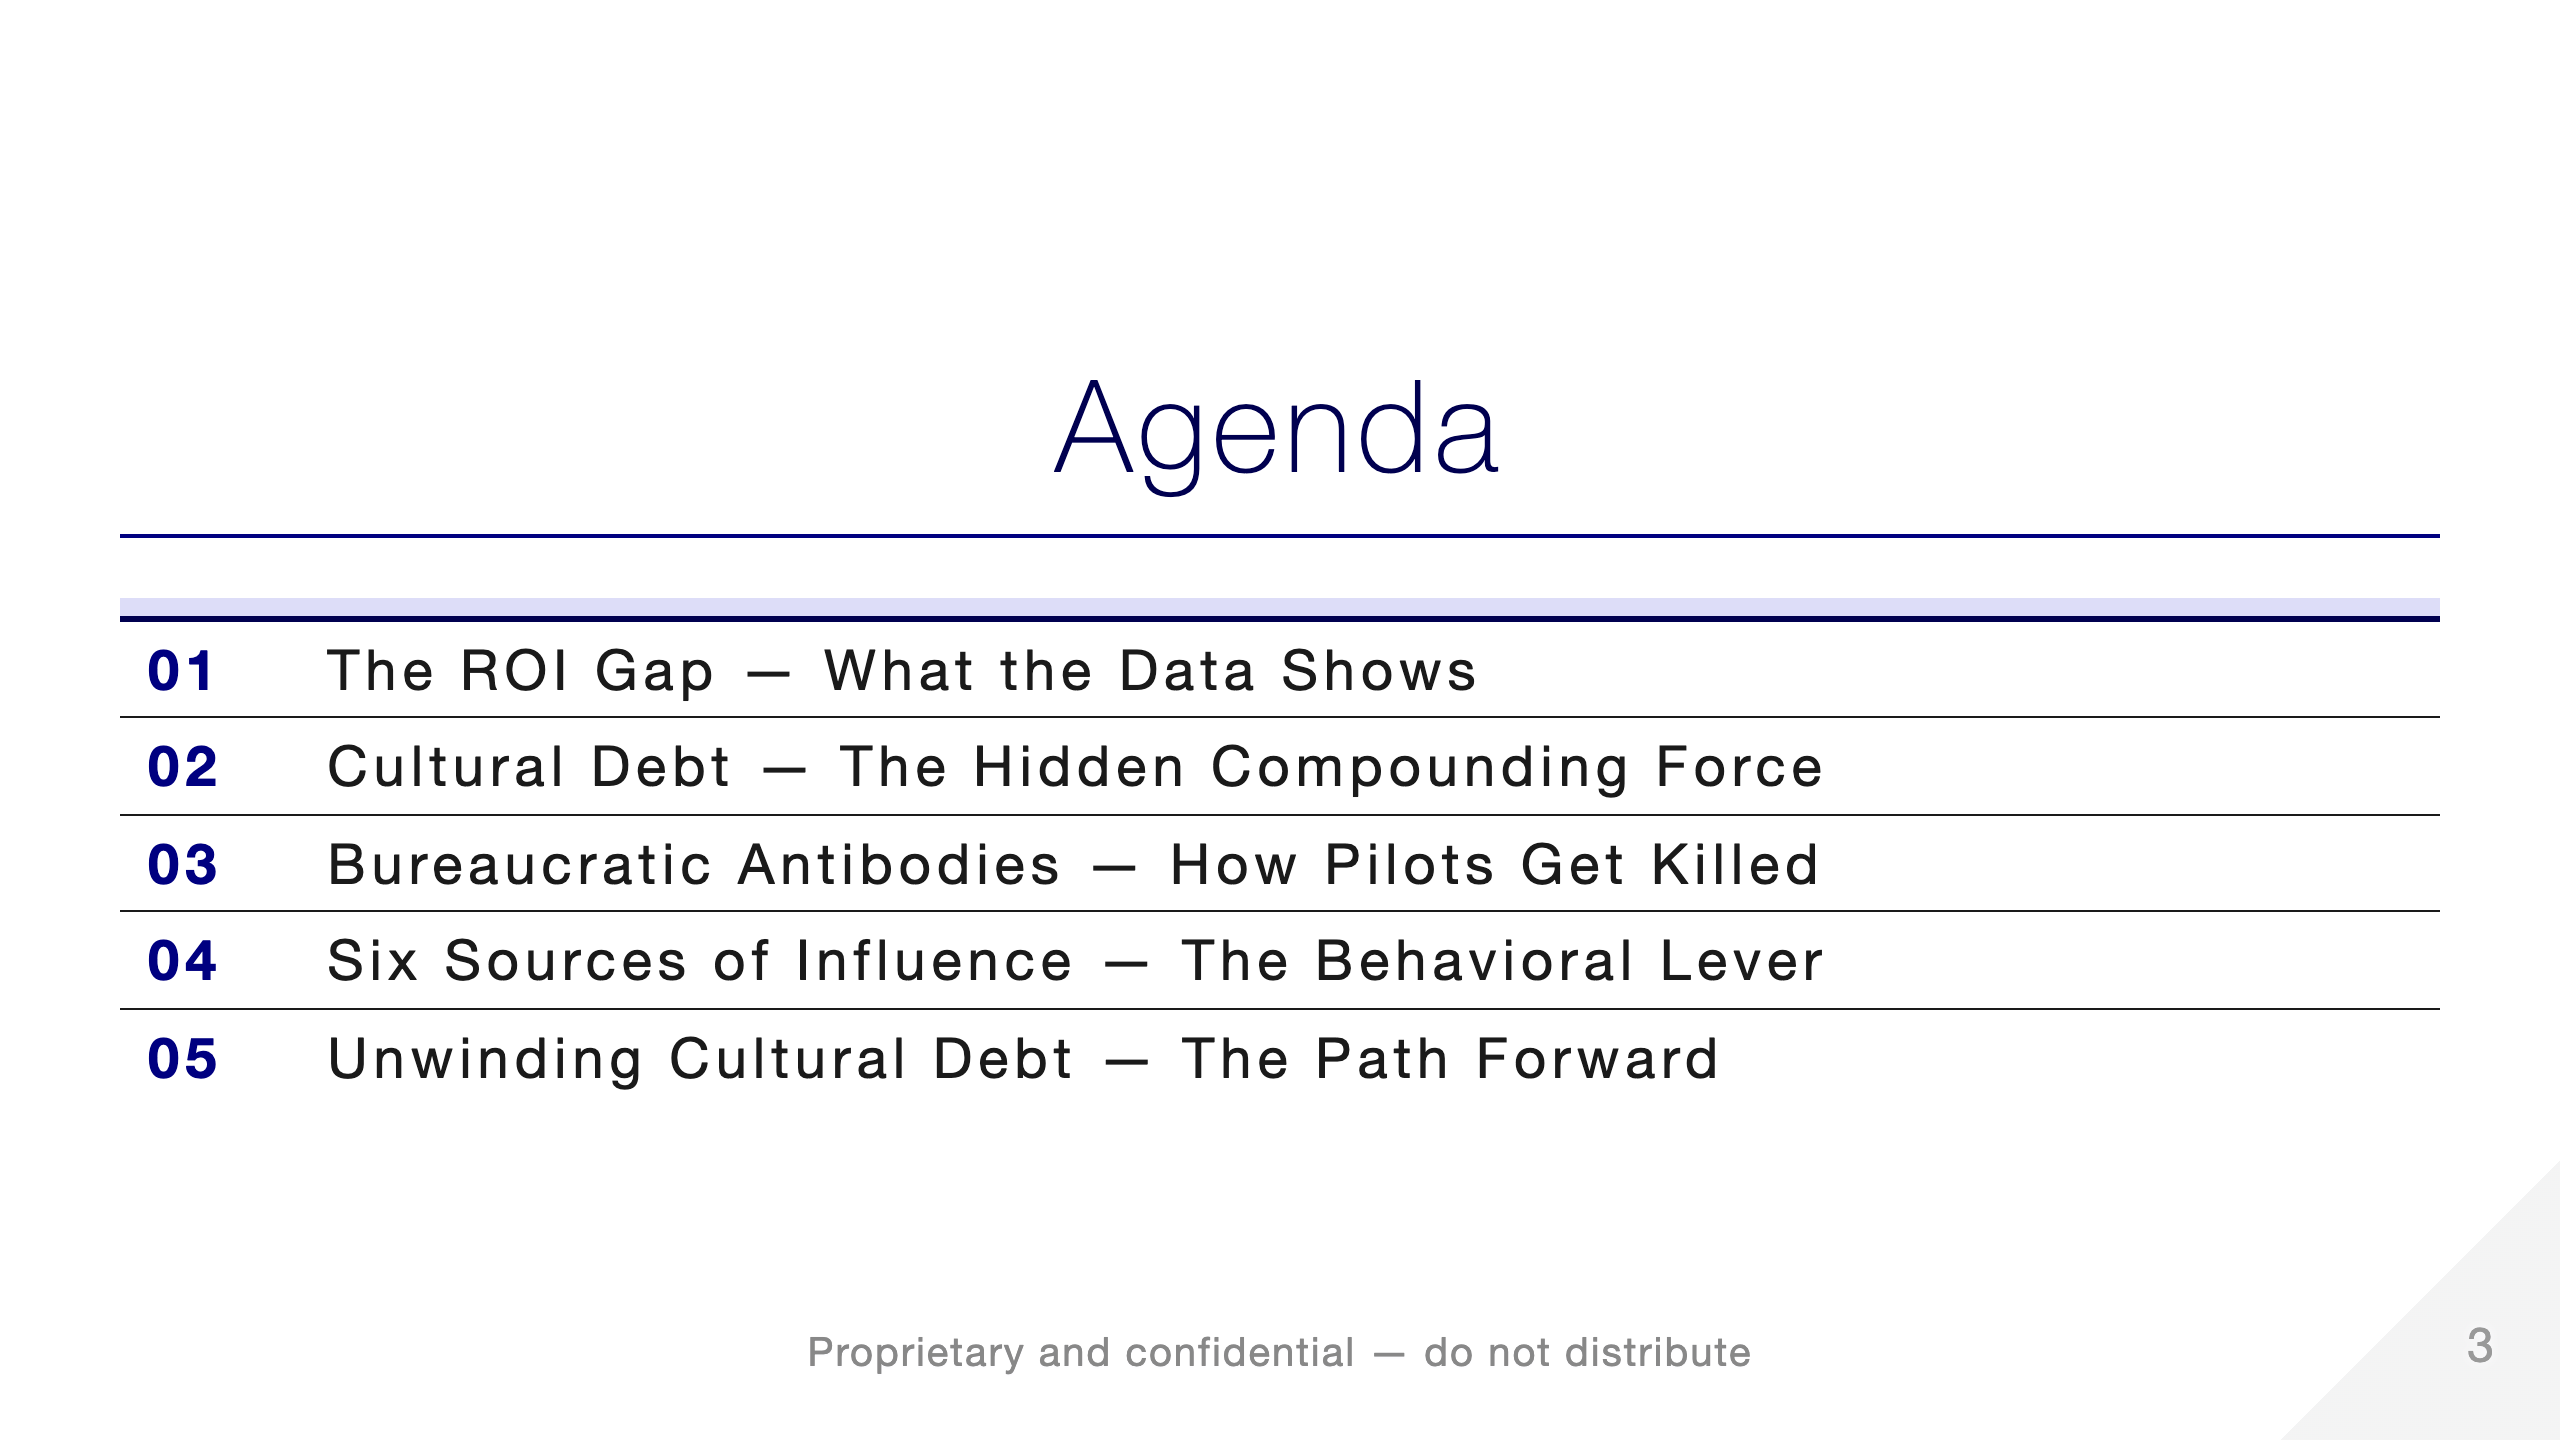 Agenda
01 The ROI Gap — What the Data Shows
02 Cultural Debt — The Hidden Compounding Force
03 Bureaucratic Antibodies — How Pilots Get Killed
04 Six Sources of Influence — The Behavioral Lever
05 Unwinding Cultural Debt — The Path Forward
Proprietary and confidential — do not distribute
3